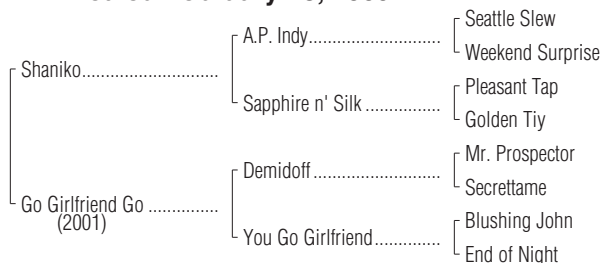 Seattle Slew
A.P. Indy
Weekend Surprise
Shaniko
Pleasant Tap
Sapphire n' Silk
Golden Tiy
Mr. Prospector
Demidoff
Secrettame
Go Girlfriend Go
(2001)
Blushing John
You Go Girlfriend
End of Night